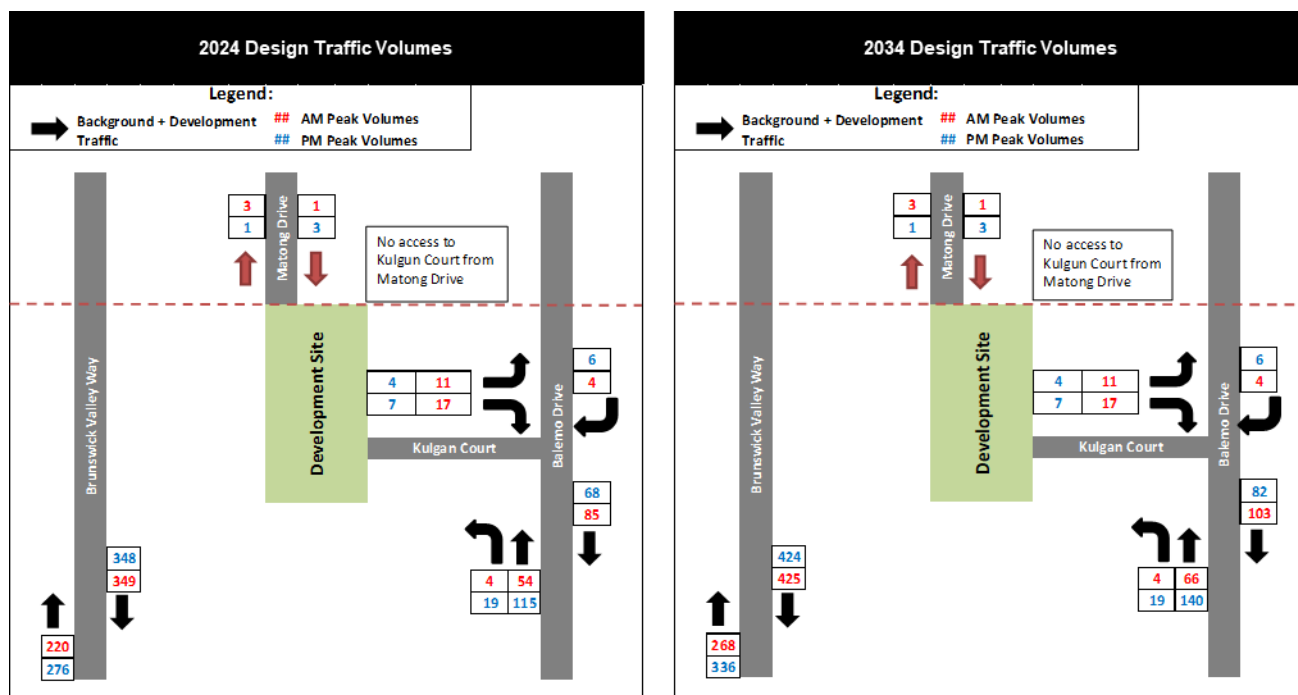 2024 Design Traffic Volumes
Legend:
Background + Development
Traffic
## AM Peak Volumes
## PM Peak Volumes
3
1
1
3
Matong Drive
No access to
Kulgun Court from
Matong Drive
Brunswick Valley Way
Development Site
Balemo Drive
6
4
4 11
7 17
Kulgan Court
68
85
4 54
19 115
348
349
220
276
2034 Design Traffic Volumes
Legend:
Background + Development
Traffic
## AM Peak Volumes
## PM Peak Volumes
3
1
1
3
Matong Drive
No access to
Kulgun Court from
Matong Drive
Brunswick Valley Way
Development Site
Balemo Drive
6
4
4 11
7 17
Kulgan Court
82
103
4 66
19 140
424
425
268
336